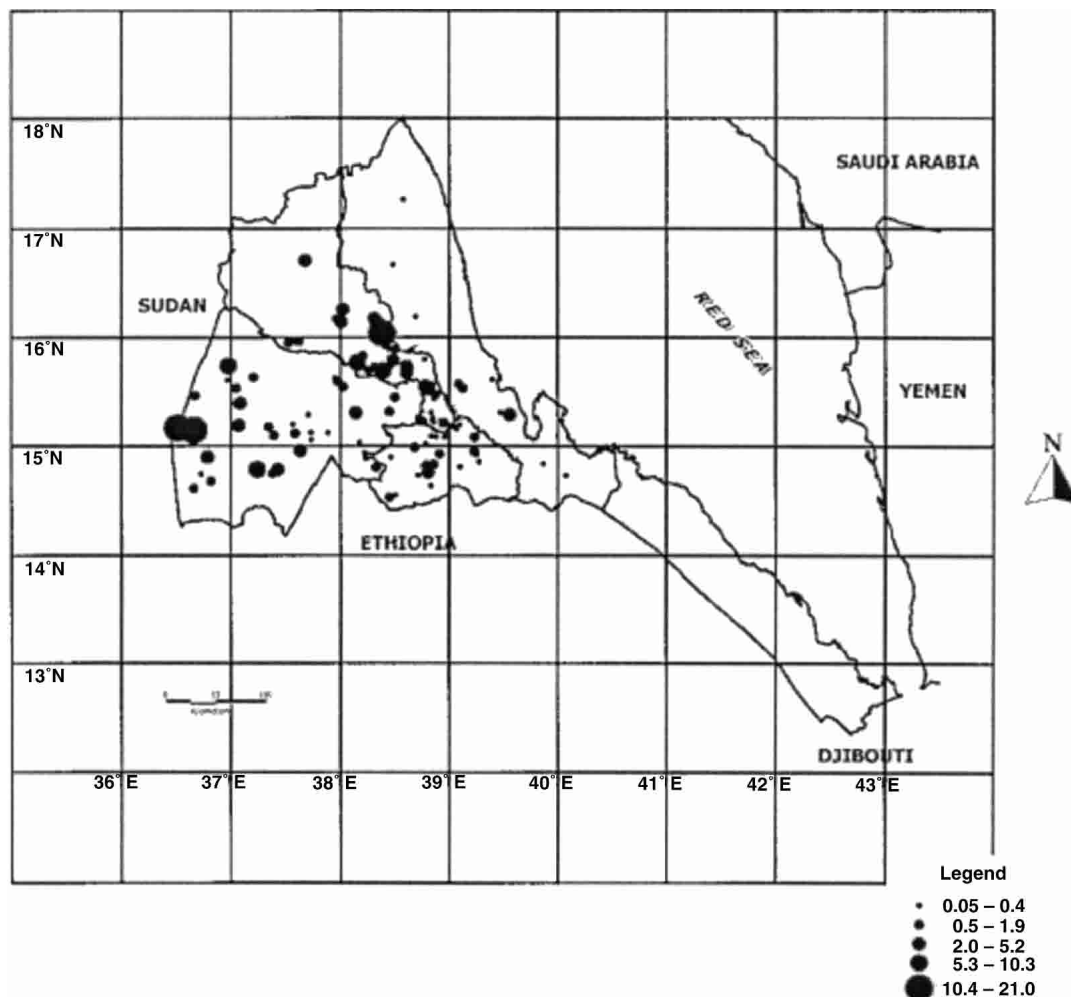 18°N
SAUDI ARABIA
17°N
SUDAN
RED SEA
16°N
YEMEN
N
15°N
ETHIOPIA
14°N
13°N
DJIBOUTI
36°E 37°E 38°E 39°E 40°E 41°E 42°E 43°E
Legend
0.05 – 0.4
0.5 – 1.9
2.0 – 5.2
5.3 – 10.3
10.4 – 21.0